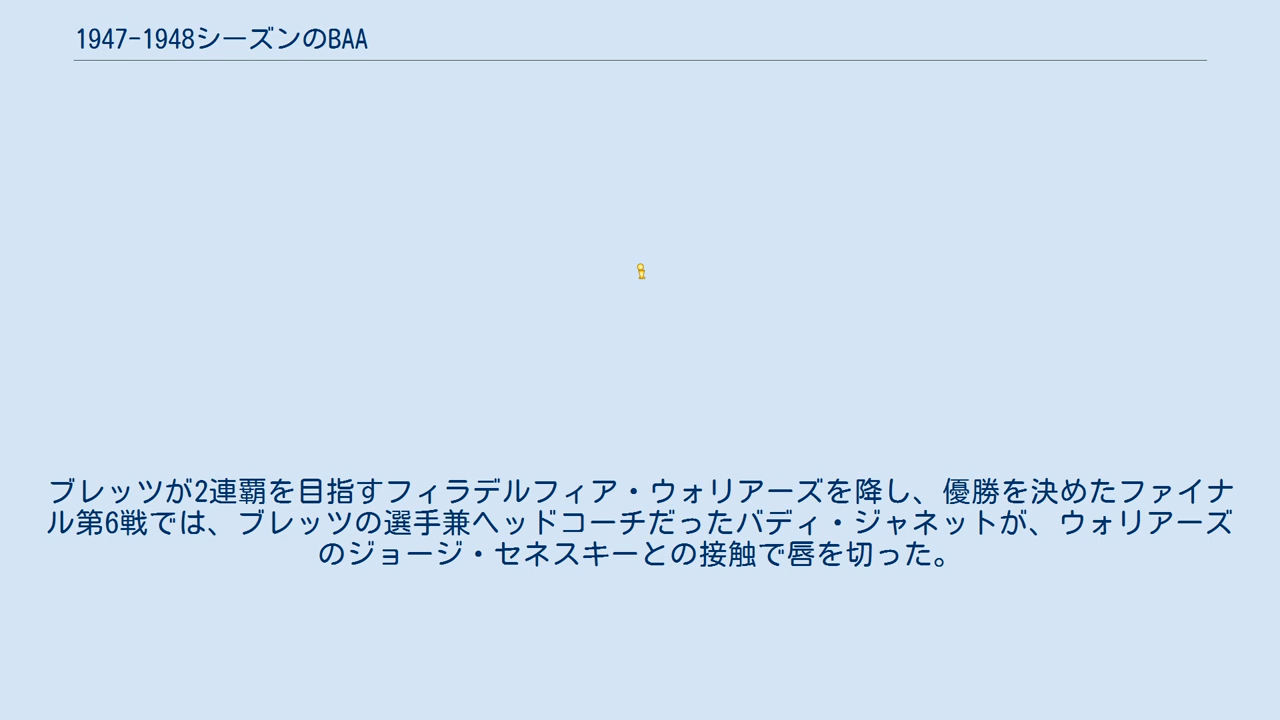 1947-1948シーズンのBAA
ブレッツが2連覇を目指すフィラデルフィア・ウォリアーズを降し、優勝を決めたファイナ
ル第6戦では、ブレッツの選手兼ヘッドコーチだったバディ・ジャネットが、ウォリアーズ
のジョージ・セネスキーとの接触で唇を切った。